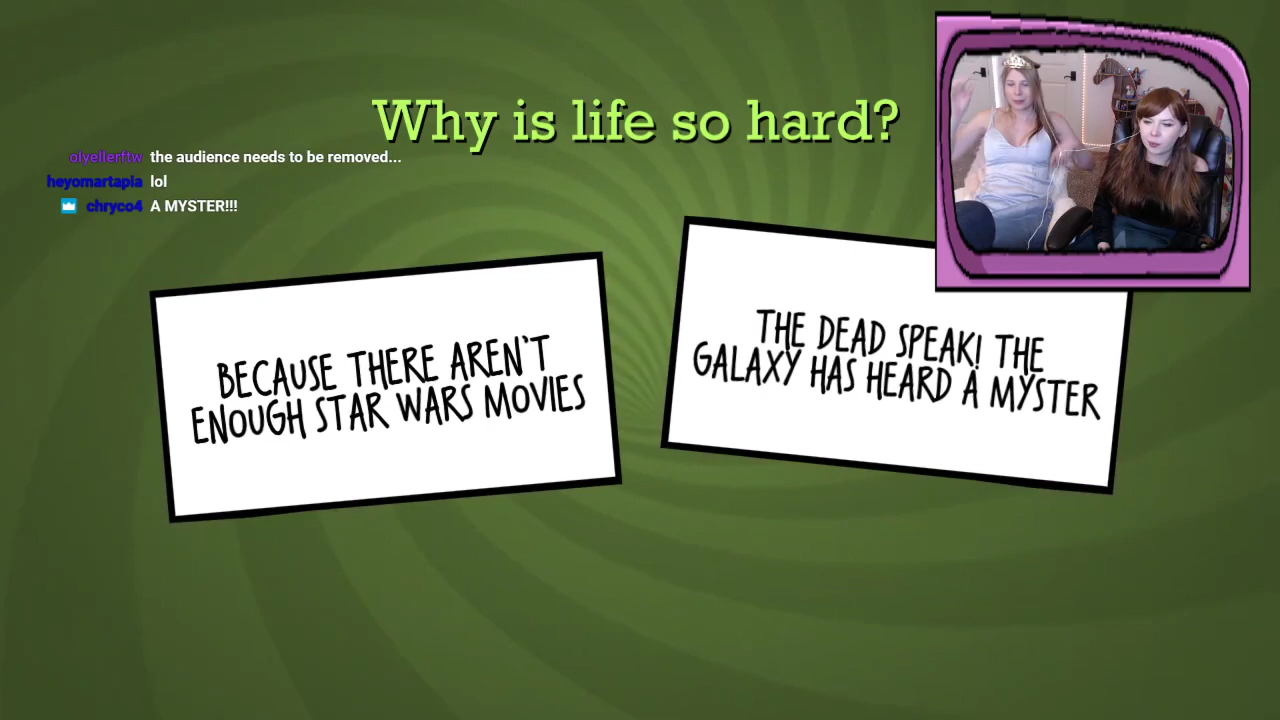 Why is life so hard?
olyellerftw the audience needs to be removed...
heyomartapia lol
chryco4 A MYSTER!!!
BECAUSE THERE AREN'T
ENOUGH STAR WARS MOVIES
THE DEAD SPEAK! THE
GALAXY HAS HEARD A MYSTER